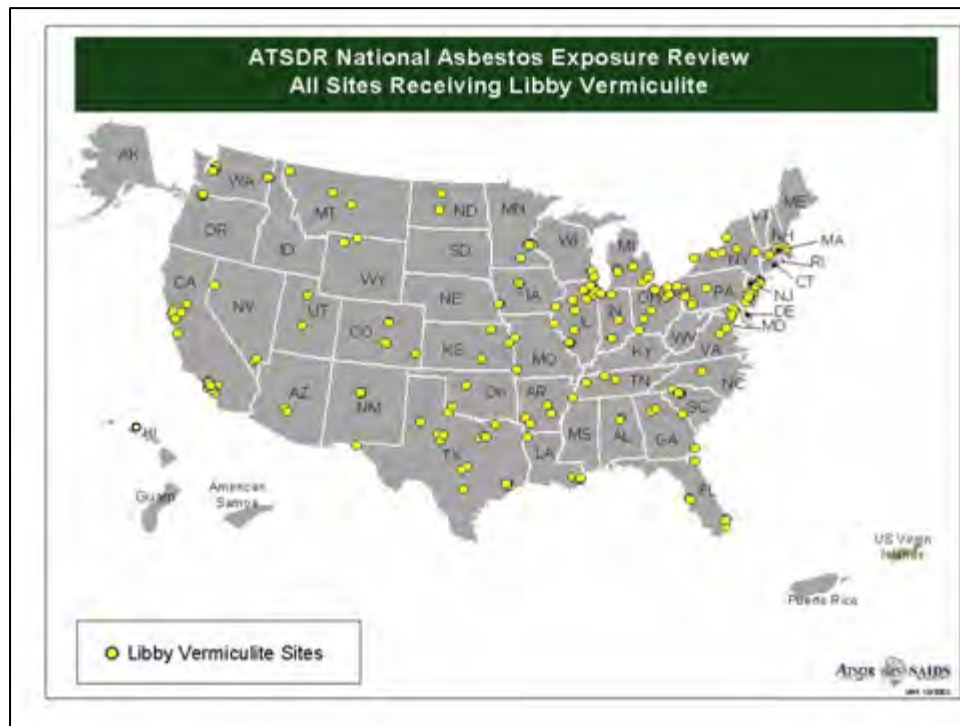 ATSDR National Asbestos Exposure Review
All Sites Receiving Libby Vermiculite
AK
WA
MT
ND
MN
WI
MI
VT
ME
NH
MA
OR
ID
SD
NY
RI
CT
WY
CA
NV
UT
NE
IA
IL
IN
OH
PA
NJ
DE
MD
CO
KS
MO
KY
WV
VA
AZ
NM
OK
AR
TN
NC
SC
TX
LA
MS
AL
GA
FL
HI
Guam
American
Samoa
US Virgin
Islands
Puerto Rico
Libby Vermiculite Sites
ATSDR